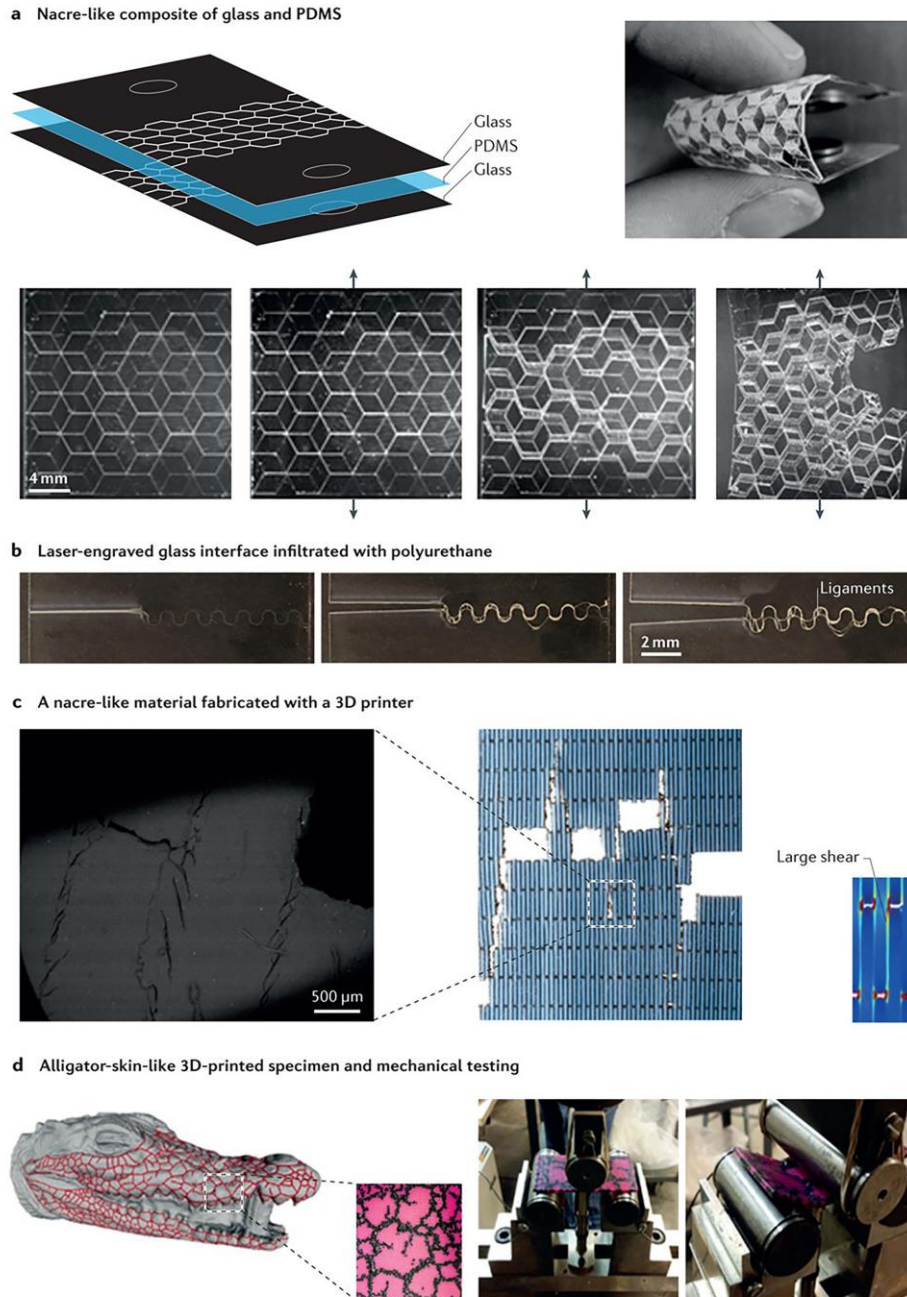 a Nacre-like composite of glass and PDMS
Glass
PDMS
Glass
4 mm
b Laser-engraved glass interface infiltrated with polyurethane
Ligaments
2 mm
c A nacre-like material fabricated with a 3D printer
Large shear
500 µm
d Alligator-skin-like 3D-printed specimen and mechanical testing